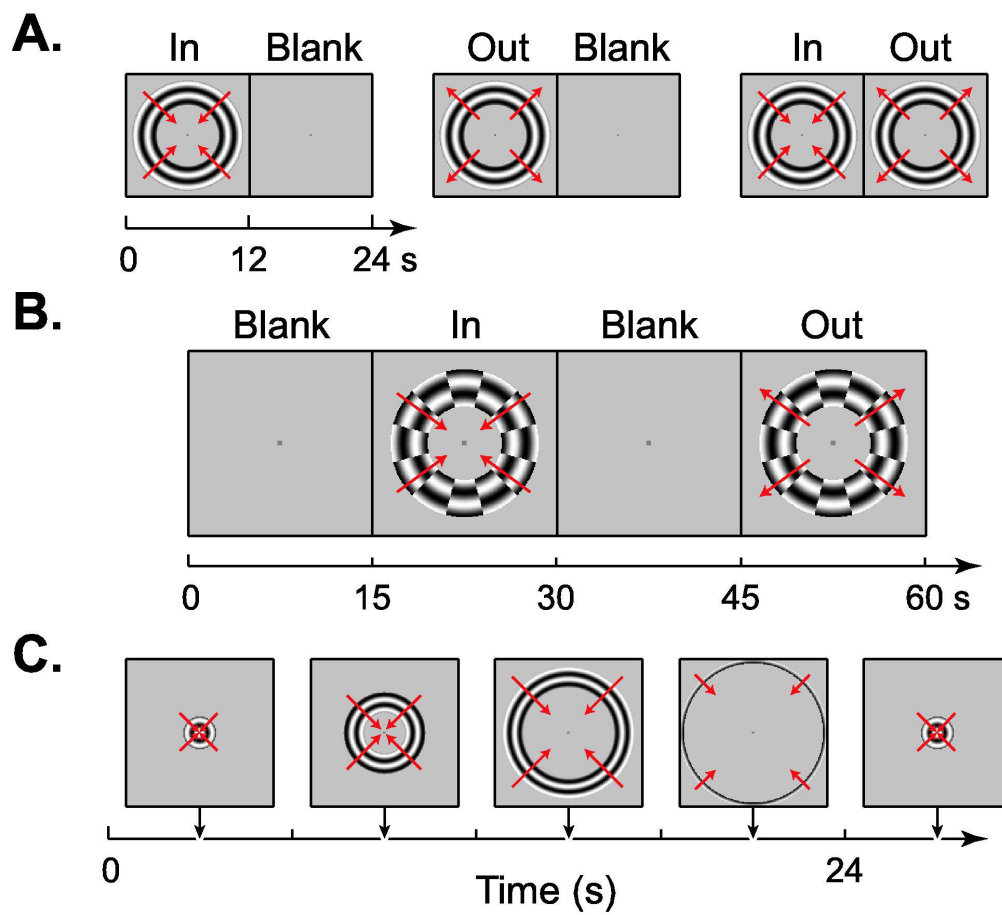 A.
In Blank Out Blank In Out
0 12 24 s
B.
Blank In Blank Out
0 15 30 45 60 s
C.
0 24
Time (s)